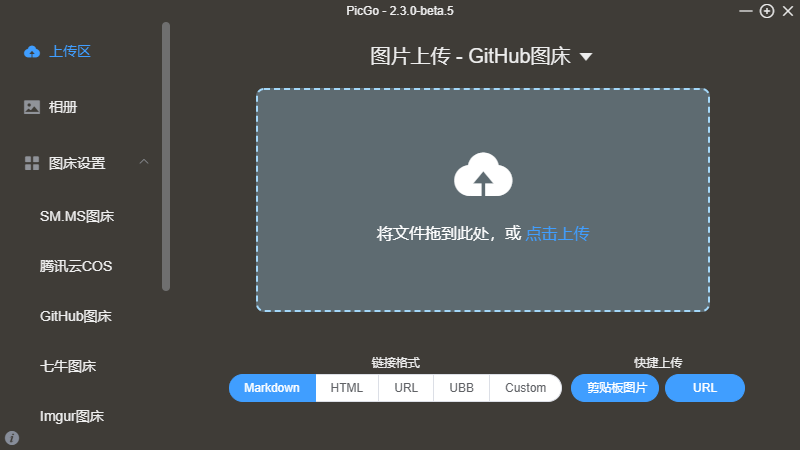 PicGo - 2.3.0-beta.5
上传区
相册
图床设置
SM.MS图床
腾讯云COS
GitHub图床
七牛图床
Imgur图床
图片上传 - GitHub图床
将文件拖到此处，或 点击上传
链接格式
Markdown HTML URL UBB Custom
快捷上传
剪贴板图片 URL